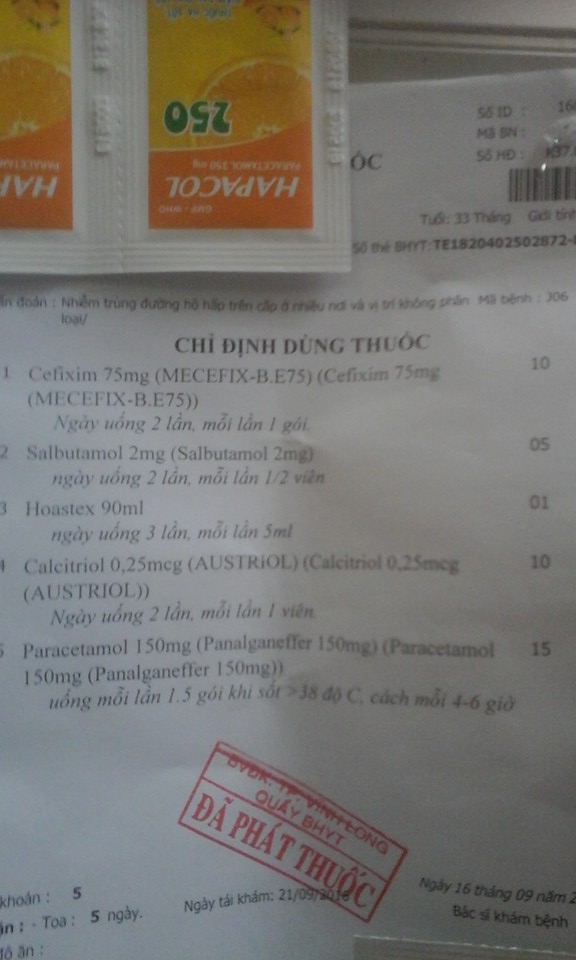 250
HAPACOL
PARACETAMOL 250 mg
GMP - WHO
HAP
PARACETAM
ỐC
Số ID : 16
Mã BN :
Số HĐ : K37.
Tuổi: 33 Tháng Giới tính
Số thẻ BHYT:TE1820402502872-
ẩn đoán : Nhiễm trùng đường hô hấp trên cấp ở nhiều nơi và vị trí không phân Mã bệnh : J06
loại/
CHỈ ĐỊNH DÙNG THUỐC
1 Cefixim 75mg (MECEFIX-B.E75) (Cefixim 75mg 10
(MECEFIX-B.E75))
Ngày uống 2 lần, mỗi lần 1 gói.
2 Salbutamol 2mg (Salbutamol 2mg) 05
ngày uống 2 lần, mỗi lần 1/2 viên
3 Hoastex 90ml 01
ngày uống 3 lần, mỗi lần 5ml
4 Calcitriol 0,25mcg (AUSTRIOL) (Calcitriol 0,25mcg 10
(AUSTRIOL))
Ngày uống 2 lần, mỗi lần 1 viên.
5 Paracetamol 150mg (Panalganeffer 150mg) (Paracetamol 15
150mg (Panalganeffer 150mg))
uống mỗi lần 1.5 gói khi sốt >38 độ C, cách mỗi 4-6 giờ
BVĐK. TP. VĨNH LONG
QUẦY BHYT
ĐÃ PHÁT THUỐC
khoản : 5
ặn : - Toa : 5 ngày.
Ngày tái khám: 21/09/2016
Ngày 16 tháng 09 năm 2
Bác sĩ khám bệnh
đồ ăn :